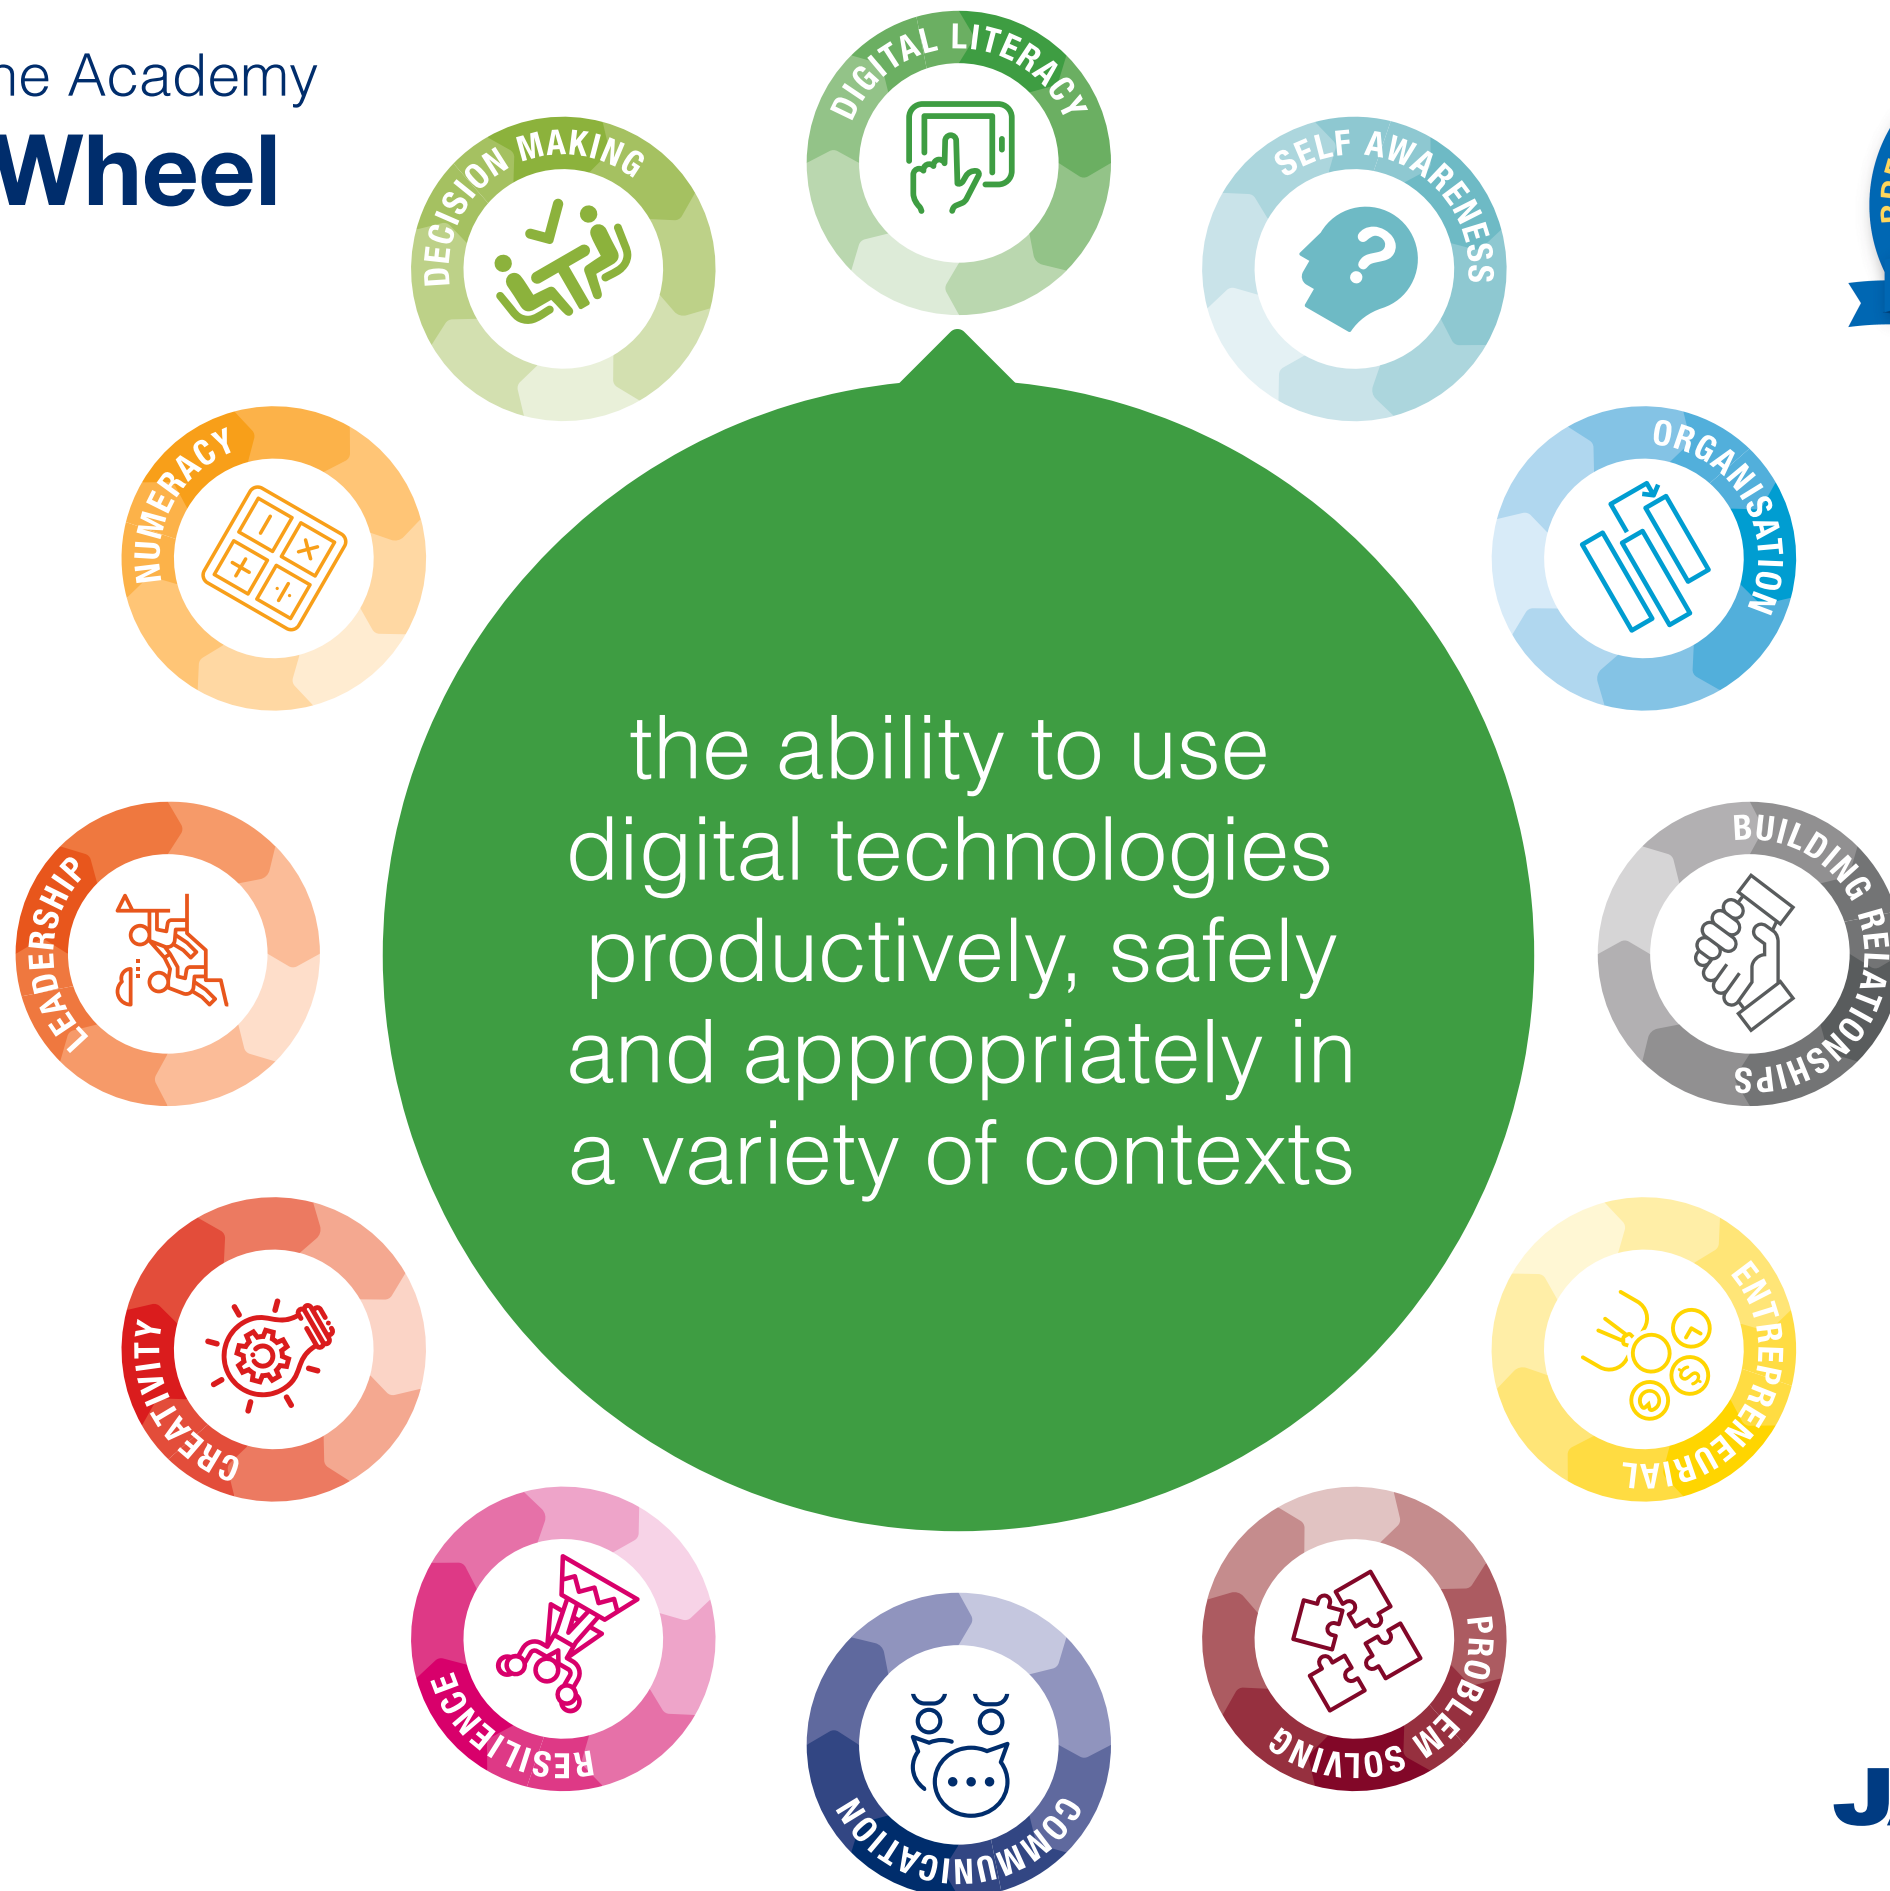 Academy
Wheel
DIGITAL LITERACY
SELF AWARENESS
ORGANISATION
BUILDING RELATIONSHIPS
ENTREPRENEURIAL
PROBLEM SOLVING
COMMUNICATION
RESILIENCE
CREATIVITY
LEADERSHIP
NUMERACY
DECISION MAKING
the ability to use
digital technologies
productively, safely
and appropriately in
a variety of contexts